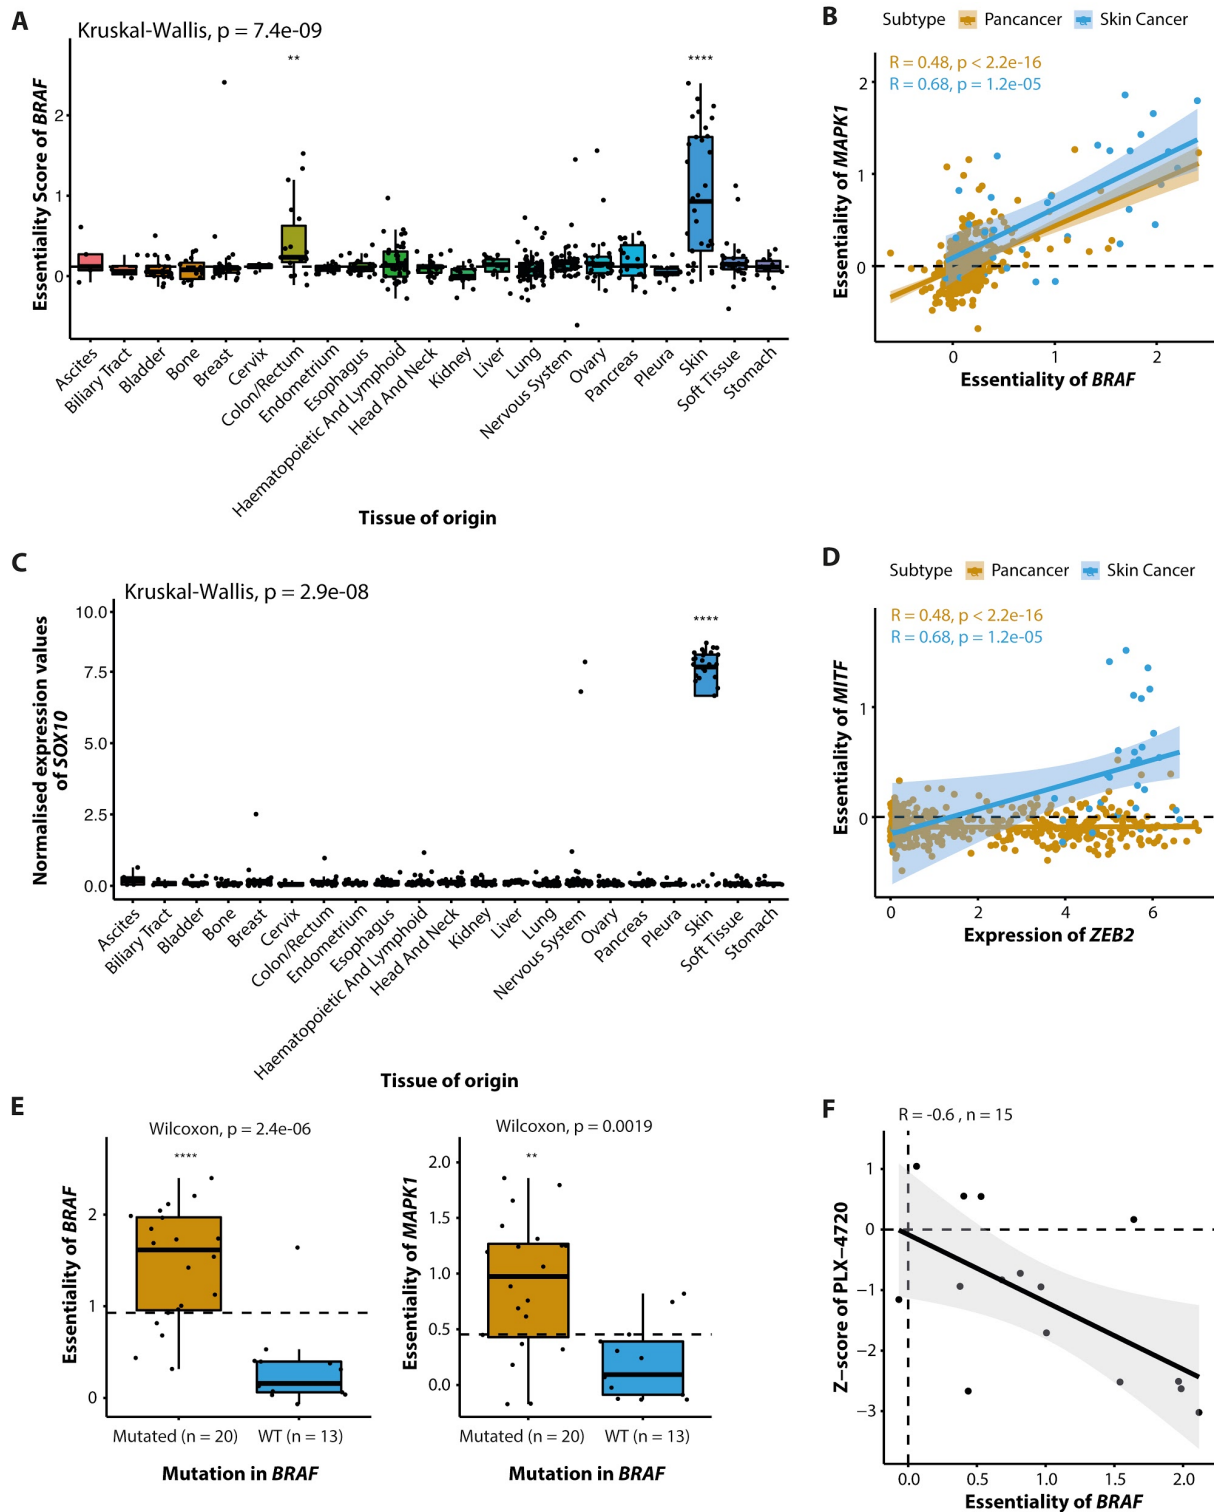 A
Kruskal-Wallis, p = 7.4e-09
**
****
Essentiality Score of BRAF
2
1
0
Ascites
Biliary Tract
Bladder
Bone
Breast
Cervix
Colon/Rectum
Endometrium
Esophagus
Haematopoietic And Lymphoid
Head And Neck
Kidney
Liver
Lung
Nervous System
Ovary
Pancreas
Pleura
Skin
Soft Tissue
Stomach
Tissue of origin
B
Subtype a Pancancer a Skin Cancer
R = 0.48, p < 2.2e-16
R = 0.68, p = 1.2e-05
Essentiality of MAPK1
2
1
0
0 1 2
Essentiality of BRAF
C
Kruskal-Wallis, p = 2.9e-08
****
Normalised expression values
of SOX10
10.0
7.5
5.0
2.5
0.0
Ascites
Biliary Tract
Bladder
Bone
Breast
Cervix
Colon/Rectum
Endometrium
Esophagus
Haematopoietic And Lymphoid
Head And Neck
Kidney
Liver
Lung
Nervous System
Ovary
Pancreas
Pleura
Skin
Soft Tissue
Stomach
Tissue of origin
D
Subtype a Pancancer a Skin Cancer
R = 0.48, p < 2.2e-16
R = 0.68, p = 1.2e-05
Essentiality of MITF
1
0
0 2 4 6
Expression of ZEB2
E
Wilcoxon, p = 2.4e-06
****
Essentiality of BRAF
2
1
0
Mutated (n = 20) WT (n = 13)
Mutation in BRAF
Wilcoxon, p = 0.0019
**
Essentiality of MAPK1
2.0
1.5
1.0
0.5
0.0
Mutated (n = 20) WT (n = 13)
Mutation in BRAF
F
R = -0.6 , n = 15
Z−score of PLX−4720
1
0
−1
−2
−3
0.0 0.5 1.0 1.5 2.0
Essentiality of BRAF